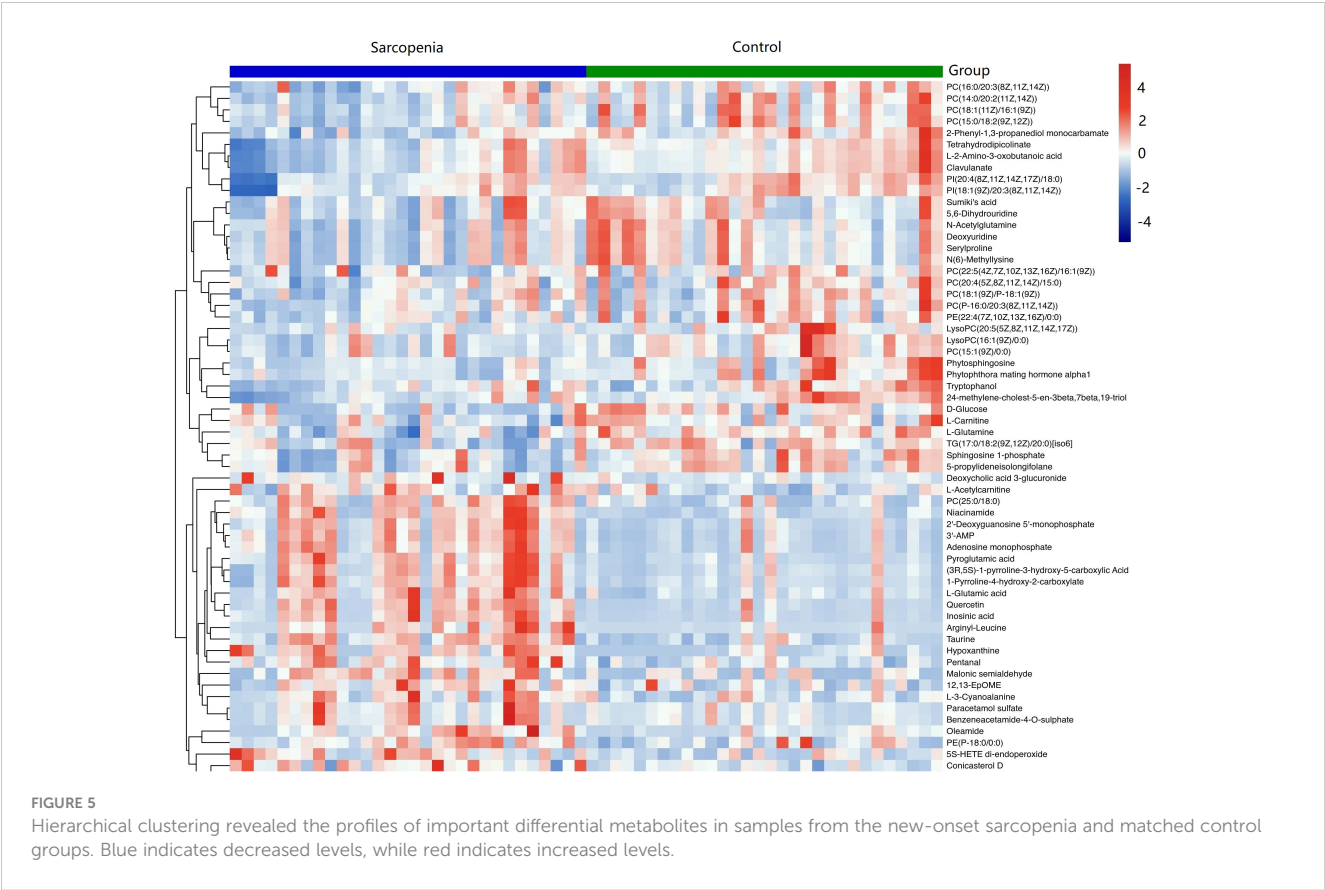 Sarcopenia
Control
Group
PC(16:0/20:3(8Z,11Z,14Z))
PC(14:0/20:2(11Z,14Z))
PC(18:1(11Z)/16:1(9Z))
PC(15:0/18:2(9Z,12Z))
2-Phenyl-1,3-propanediol monocarbamate
Tetrahydrodipicolinate
L-2-Amino-3-oxobutanoic acid
Clavulanate
PI(20:4(8Z,11Z,14Z,17Z)/18:0)
PI(18:1(9Z)/20:3(8Z,11Z,14Z))
Sumiki's acid
5,6-Dihydrouridine
N-Acetylglutamine
Deoxyuridine
Serylproline
N(6)-Methyllysine
PC(22:5(4Z,7Z,10Z,13Z,16Z)/16:1(9Z))
PC(20:4(5Z,8Z,11Z,14Z)/15:0)
PC(18:1(9Z)/P-18:1(9Z))
PC(P-16:0/20:3(8Z,11Z,14Z))
PE(22:4(7Z,10Z,13Z,16Z)/0:0)
LysoPC(20:5(5Z,8Z,11Z,14Z,17Z))
LysoPC(16:1(9Z)/0:0)
PC(15:1(9Z)/0:0)
Phytosphingosine
Phytophthora mating hormone alpha1
Tryptophanol
24-methylene-cholest-5-en-3beta,7beta,19-triol
D-Glucose
L-Carnitine
L-Glutamine
TG(17:0/18:2(9Z,12Z)/20:0)[iso6]
Sphingosine 1-phosphate
5-propylideneisolongifolane
Deoxycholic acid 3-glucuronide
L-Acetylcarnitine
PC(25:0/18:0)
Niacinamide
2'-Deoxyguanosine 5'-monophosphate
3'-AMP
Adenosine monophosphate
Pyroglutamic acid
(3R,5S)-1-pyrroline-3-hydroxy-5-carboxylic Acid
1-Pyrroline-4-hydroxy-2-carboxylate
L-Glutamic acid
Quercetin
Inosinic acid
Arginyl-Leucine
Taurine
Hypoxanthine
Pentanal
Malonic semialdehyde
12,13-EpOME
L-3-Cyanoalanine
Paracetamol sulfate
Benzeneacetamide-4-O-sulphate
Oleamide
PE(P-18:0/0:0)
5S-HETE di-endoperoxide
Conicasterol D
4
2
0
-2
-4
FIGURE 5
Hierarchical clustering revealed the profiles of important differential metabolites in samples from the new-onset sarcopenia and matched control
groups. Blue indicates decreased levels, while red indicates increased levels.